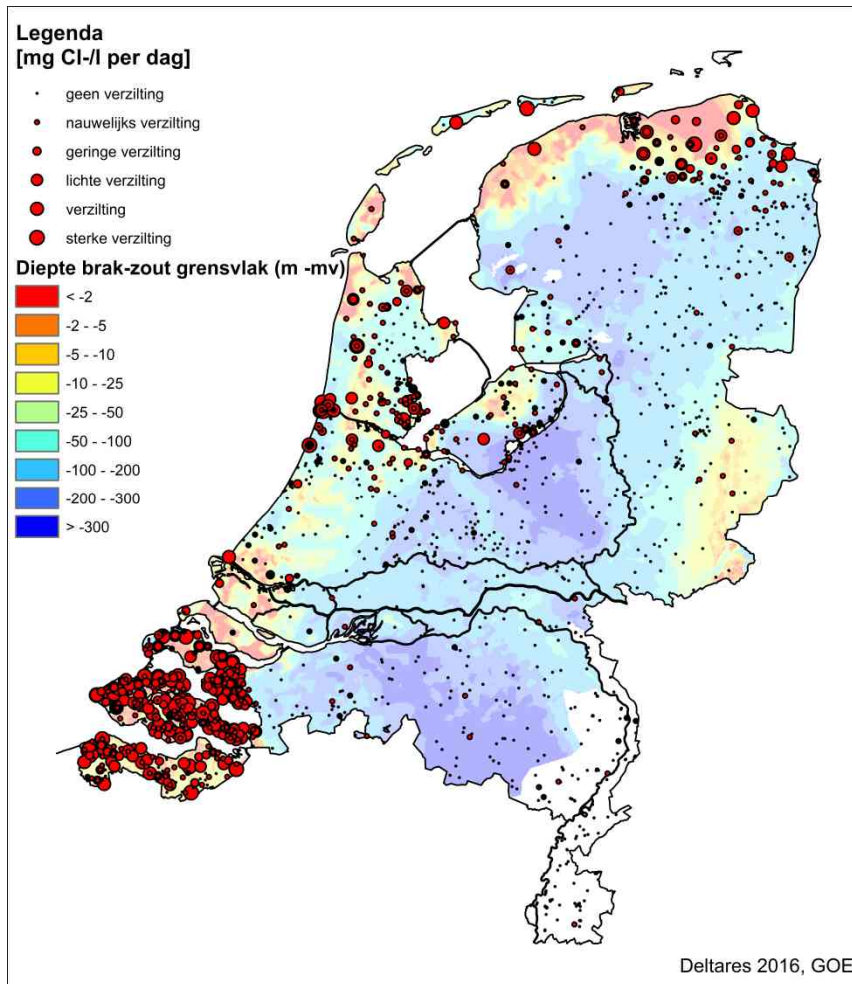 Legenda
[mg Cl-/l per dag]
geen verzilting
nauwelijks verzilting
geringe verzilting
lichte verzilting
verzilting
sterke verzilting
Diepte brak-zout grensvlak (m -mv)
< -2
-2 - -5
-5 - -10
-10 - -25
-25 - -50
-50 - -100
-100 - -200
-200 - -300
> -300
Deltares 2016, GOE